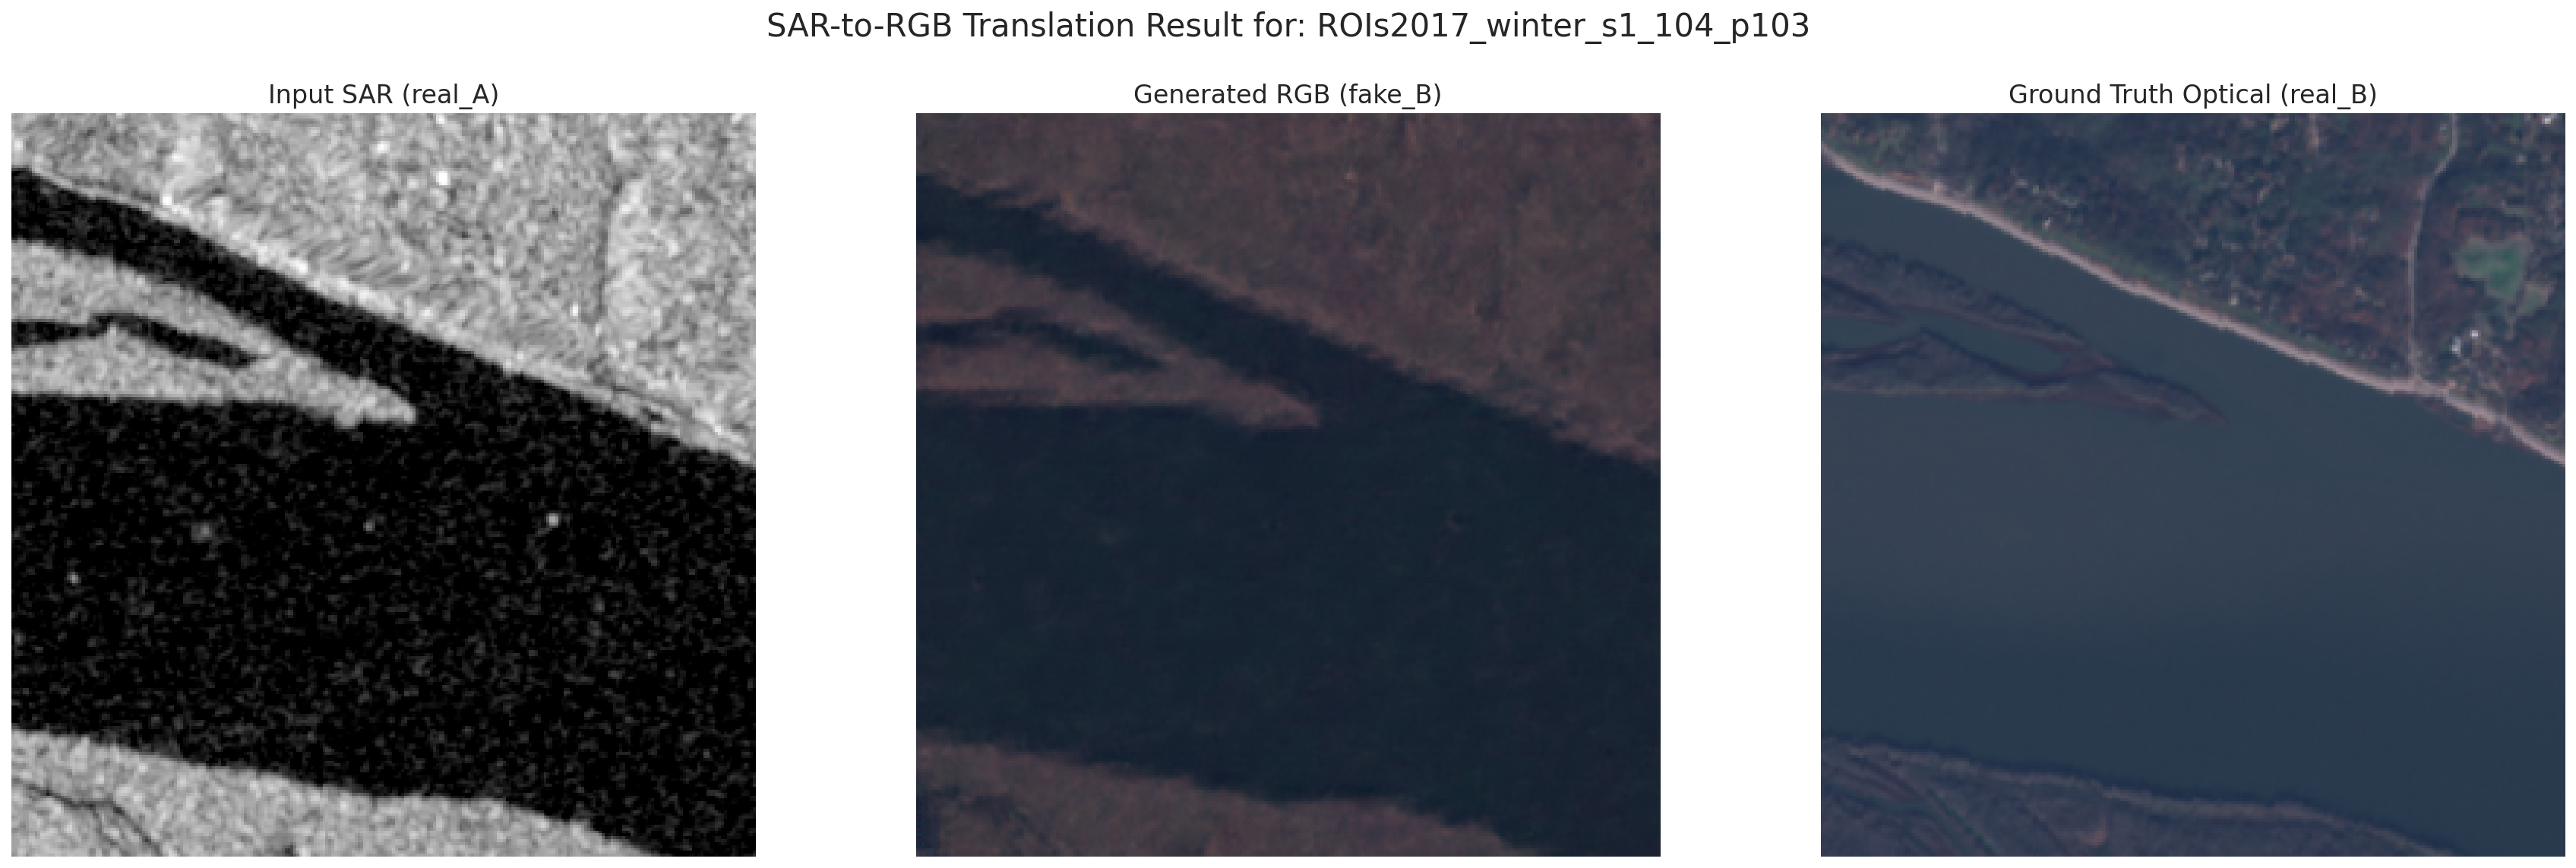 SAR-to-RGB Translation Result for: ROIs2017_winter_s1_104_p103
Input SAR (real_A)
Generated RGB (fake_B)
Ground Truth Optical (real_B)